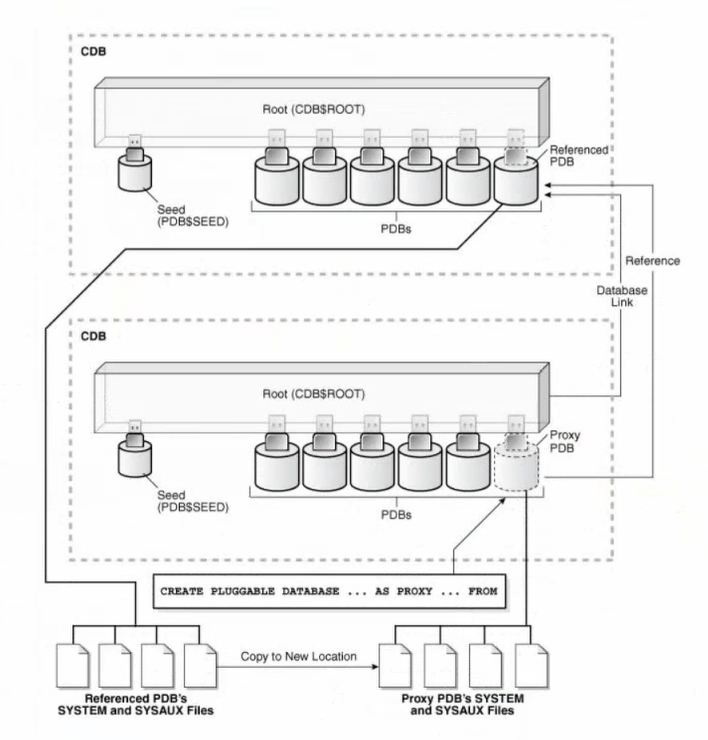 CDB
Root (CDB$ROOT)
Referenced
PDB
Seed
(PDB$SEED)
PDBs
Reference
Database
Link
CDB
Root (CDB$ROOT)
Proxy
PDB
Seed
(PDB$SEED)
PDBs
CREATE PLUGGABLE DATABASE ... AS PROXY ... FROM
Copy to New Location
Referenced PDB's
SYSTEM and SYSAUX Files
Proxy PDB's SYSTEM
and SYSAUX Files